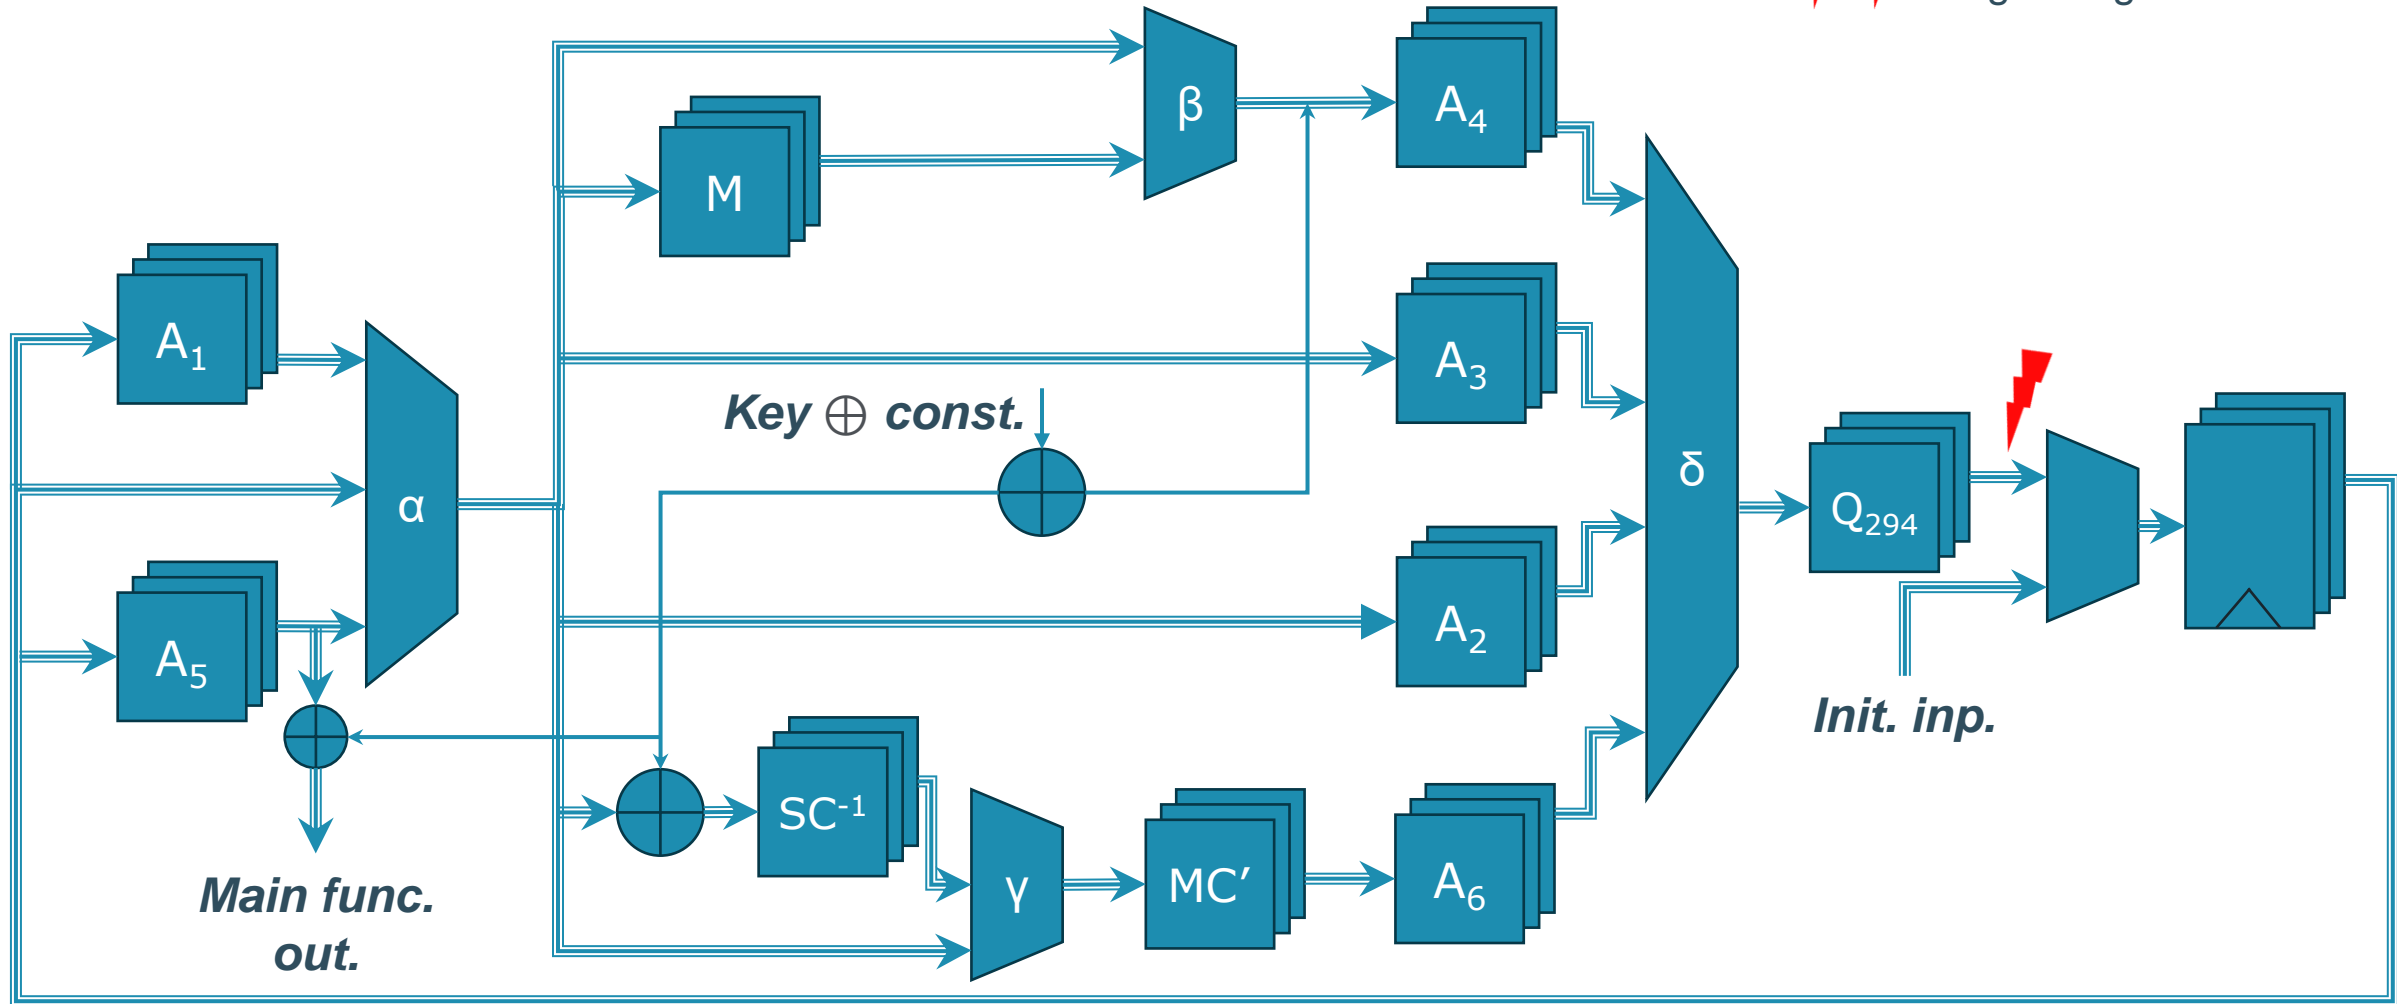 β
A₄
M
A₁
A₃
Key ⊕ const.
α
δ
Q₂₉₄
A₅
A₂
Init. inp.
SC⁻¹
γ
MC′
A₆
Main func.
out.